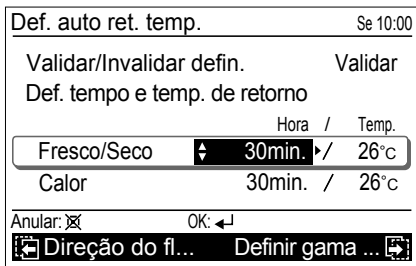 Def. auto ret. temp. Se 10:00
Validar/Invalidar defin. Validar
Def. tempo e temp. de retorno
Hora / Temp.
Fresco/Seco 30min. / 26°C
Calor 30min. / 26°C
Anular: OK:
Direção do fl... Definir gama ...